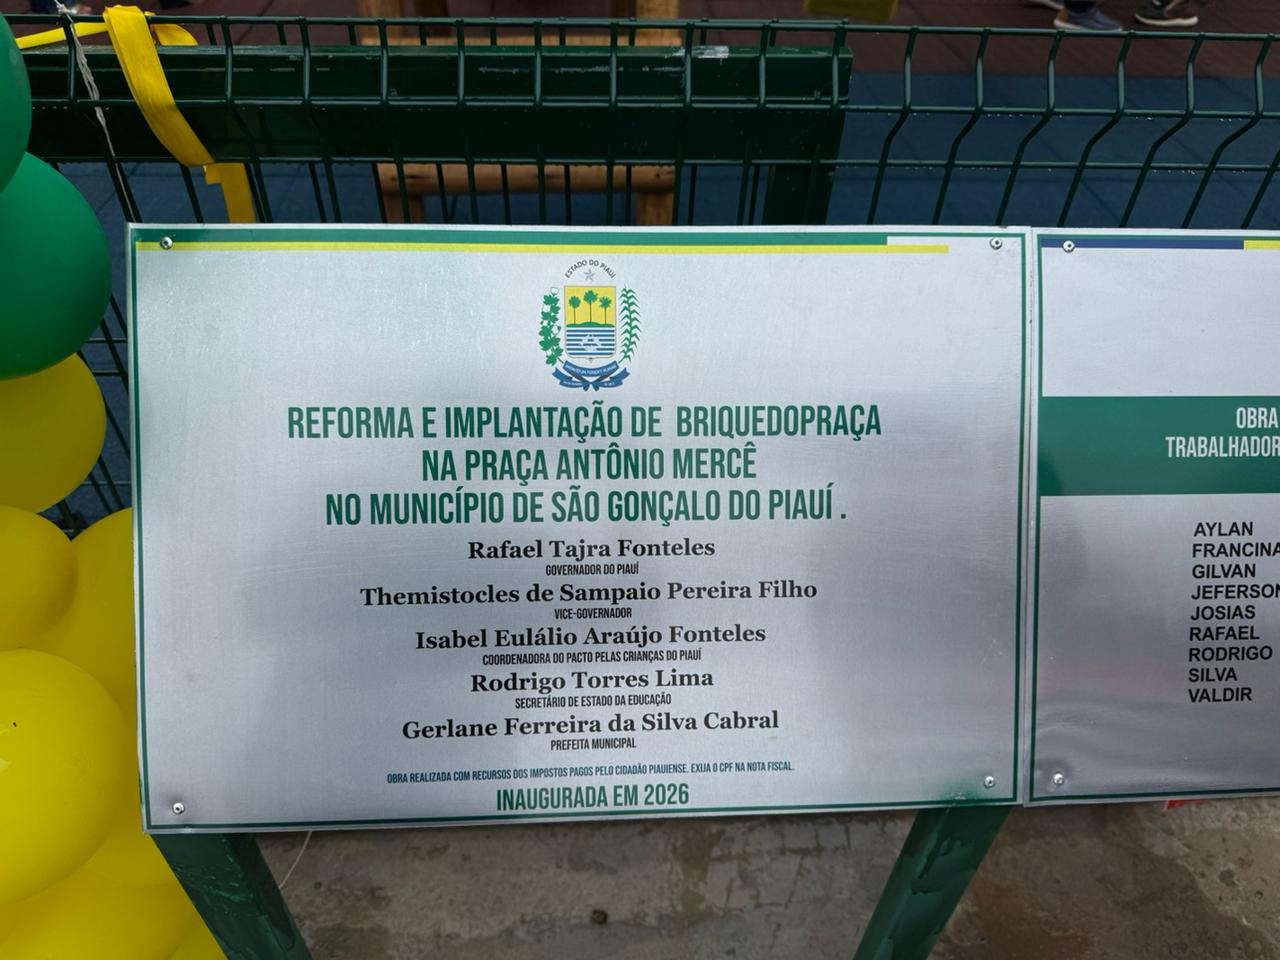 ESTADO DO PIAUÍ
REFORMA E IMPLANTAÇÃO DE BRIQUEDOPRAÇA
NA PRAÇA ANTÔNIO MERCÊ
NO MUNICÍPIO DE SÃO GONÇALO DO PIAUÍ .
Rafael Tajra Fonteles
GOVERNADOR DO PIAUÍ
Themistocles de Sampaio Pereira Filho
VICE-GOVERNADOR
Isabel Eulálio Araújo Fonteles
COORDENADORA DO PACTO PELAS CRIANÇAS DO PIAUÍ
Rodrigo Torres Lima
SECRETÁRIO DE ESTADO DA EDUCAÇÃO
Gerlane Ferreira da Silva Cabral
PREFEITA MUNICIPAL
OBRA REALIZADA COM RECURSOS DOS IMPOSTOS PAGOS PELO CIDADÃO PIAUIENSE. EXIJA O CPF NA NOTA FISCAL.
INAUGURADA EM 2026
OBRA
TRABALHADOR
AYLAN
FRANCINA
GILVAN
JEFERSON
JOSIAS
RAFAEL
RODRIGO
SILVA
VALDIR